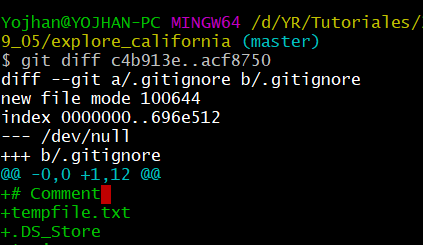 Yojhan@YOJHAN-PC MINGW64 /d/YR/Tutoriales/
9_05/explore_california (master)
$ git diff c4b913e..acf8750
diff --git a/.gitignore b/.gitignore
new file mode 100644
index 0000000..696e512
--- /dev/null
+++ b/.gitignore
@@ -0,0 +1,12 @@
+# Comment
+tempfile.txt
+.DS_Store